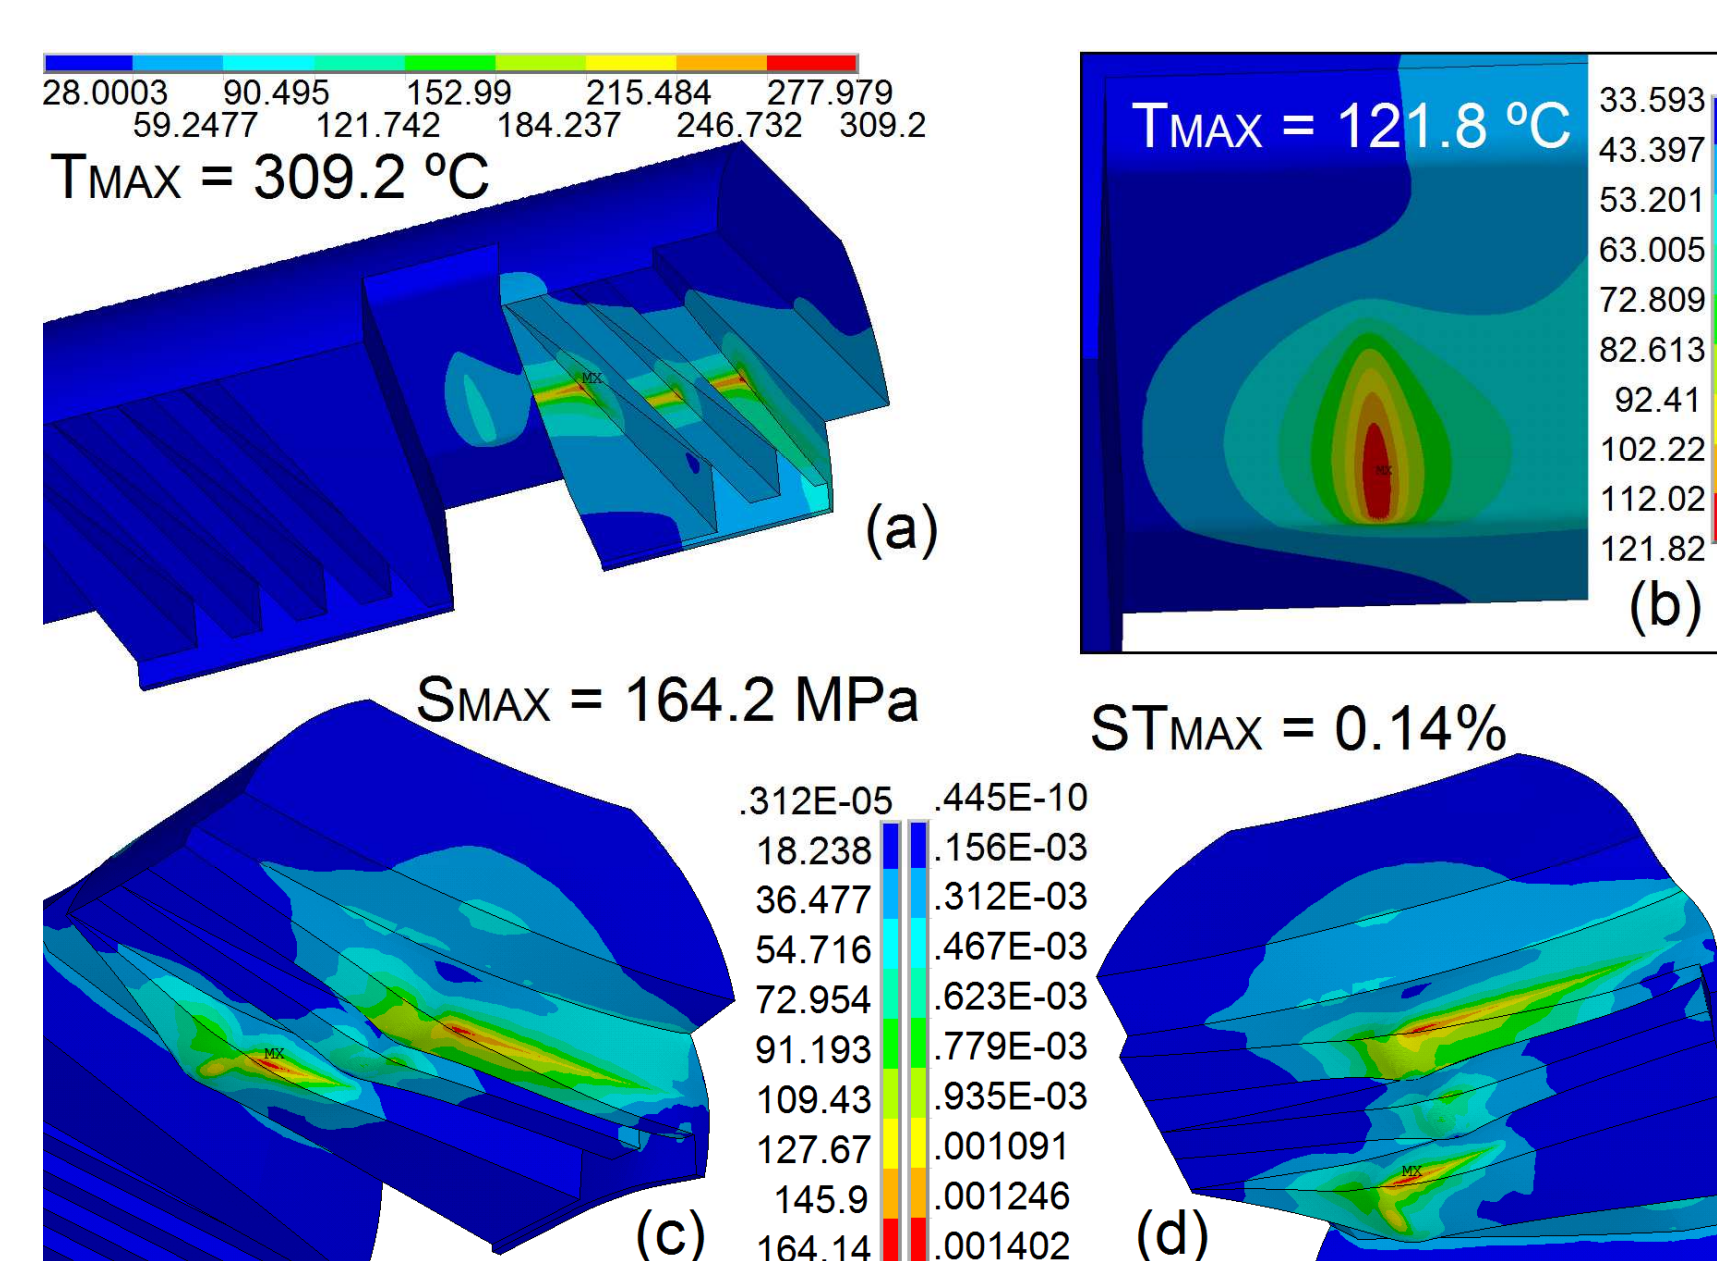 28.0003 90.495 152.99 215.484 277.979
59.2477 121.742 184.237 246.732 309.2
TMAX = 309.2 ºC
MX
(a)
TMAX = 121.8 ºC
MX
33.593
43.397
53.201
63.005
72.809
82.613
92.41
102.22
112.02
121.82
(b)
SMAX = 164.2 MPa
MX
(c)
.312E-05
18.238
36.477
54.716
72.954
91.193
109.43
127.67
145.9
164.14
.445E-10
.156E-03
.312E-03
.467E-03
.623E-03
.779E-03
.935E-03
.001091
.001246
.001402
STMAX = 0.14%
MX
(d)